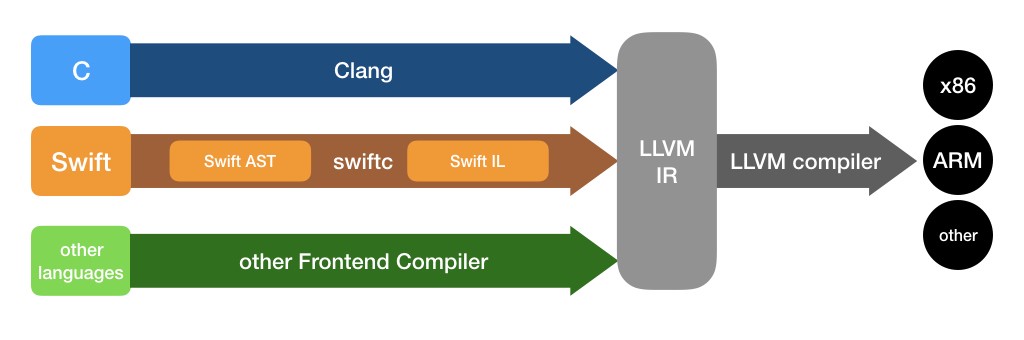 C
Clang
Swift
Swift AST
swiftc
Swift IL
other
languages
other Frontend Compiler
LLVM
IR
LLVM compiler
x86
ARM
other